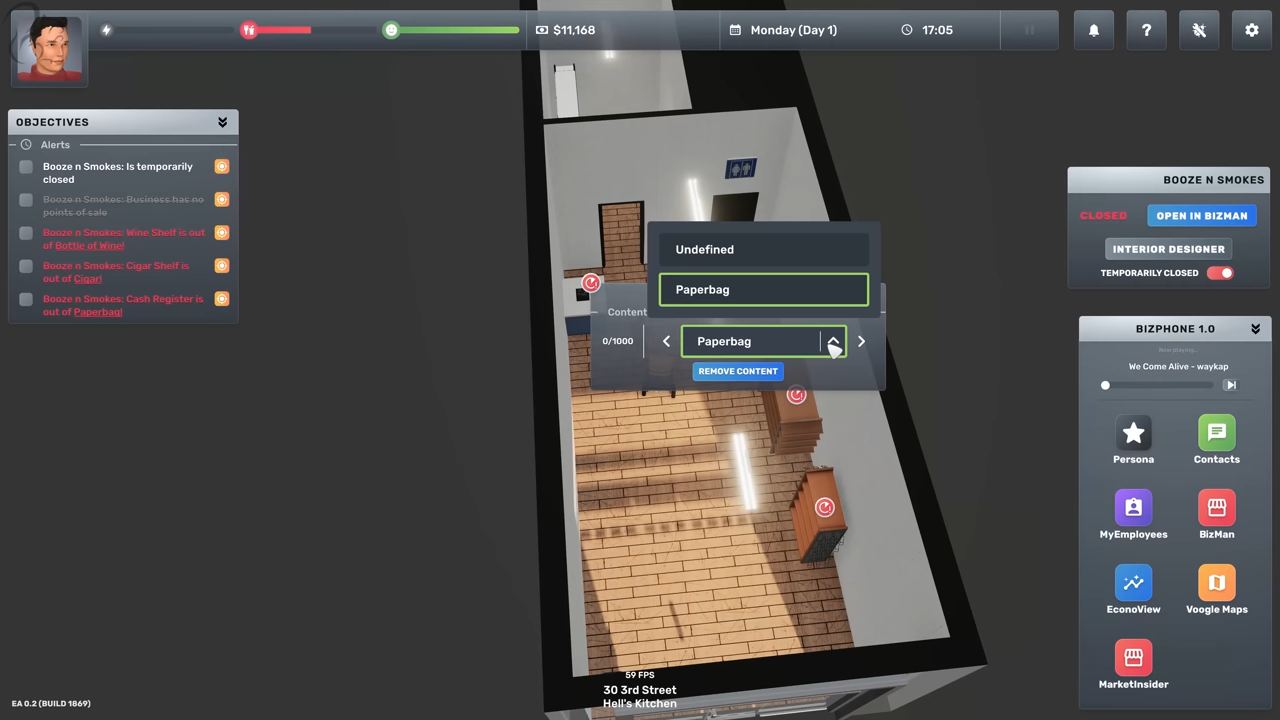 $11,168
Monday (Day 1)
17:05
?
OBJECTIVES
Alerts
Booze n Smokes: Is temporarily
closed
Booze n Smokes: Business has no
points of sale
Booze n Smokes: Wine Shelf is out
of Bottle of Wine!
Booze n Smokes: Cigar Shelf is
out of Cigar!
Booze n Smokes: Cash Register is
out of Paperbag!
Undefined
Paperbag
Content
0/1000
Paperbag
REMOVE CONTENT
BOOZE N SMOKES
CLOSED
OPEN IN BIZMAN
INTERIOR DESIGNER
TEMPORARILY CLOSED
BIZPHONE 1.0
Now playing...
We Come Alive - waykap
Persona
Contacts
MyEmployees
BizMan
EconoView
Voogle Maps
MarketInsider
59 FPS
30 3rd Street
Hell's Kitchen
EA 0.2 (BUILD 1869)